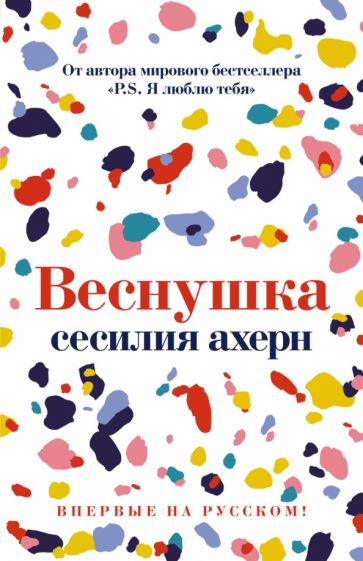 От автора мирового бестселлера
«P.S. Я люблю тебя»
Веснушка
сесилия ахерн
ВПЕРВЫЕ НА РУССКОМ!